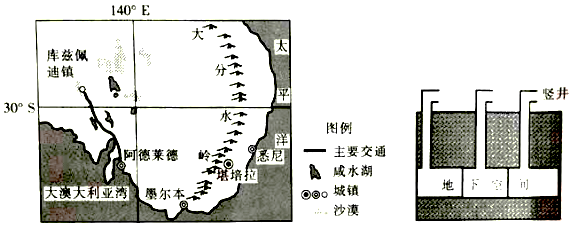 140° E
库兹佩
迪镇
大
分
水
岭
太
平
洋
30° S
阿德莱德
大澳大利亚湾
墨尔本
堪培拉
悉尼
图例
主要交通
咸水湖
城镇
沙漠
竖井
地下空间